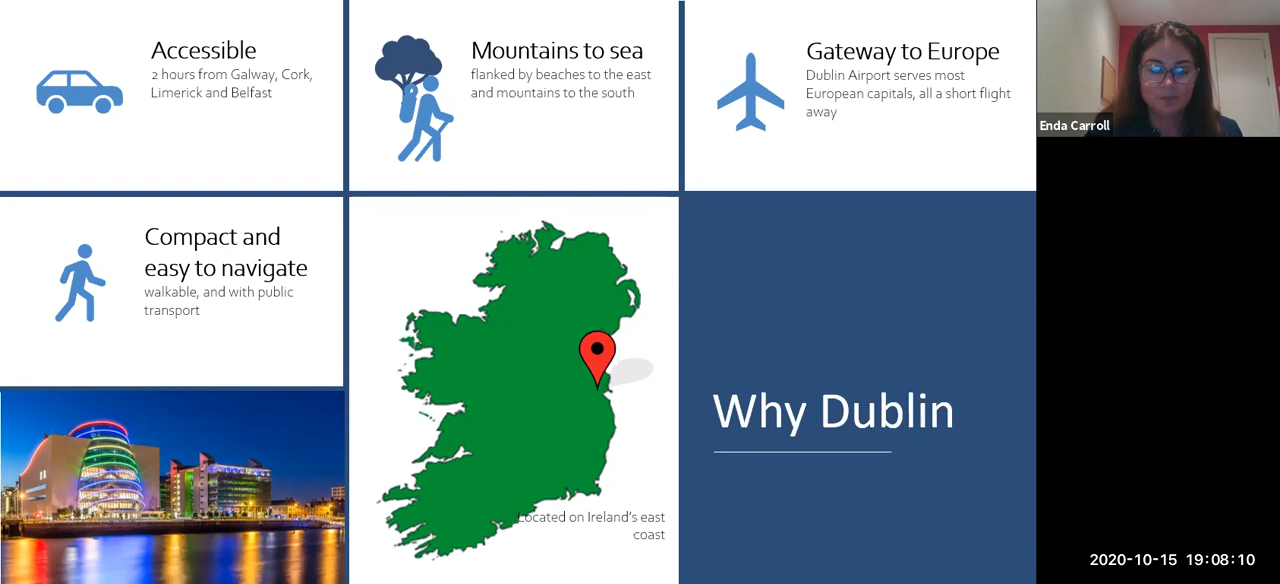 Accessible
2 hours from Galway, Cork,
Limerick and Belfast
Mountains to sea
flanked by beaches to the east
and mountains to the south
Gateway to Europe
Dublin Airport serves most
European capitals, all a short flight
away
Enda Carroll
Compact and
easy to navigate
walkable, and with public
transport
Located on Ireland's east
coast
Why Dublin
2020-10-15 19:08:10